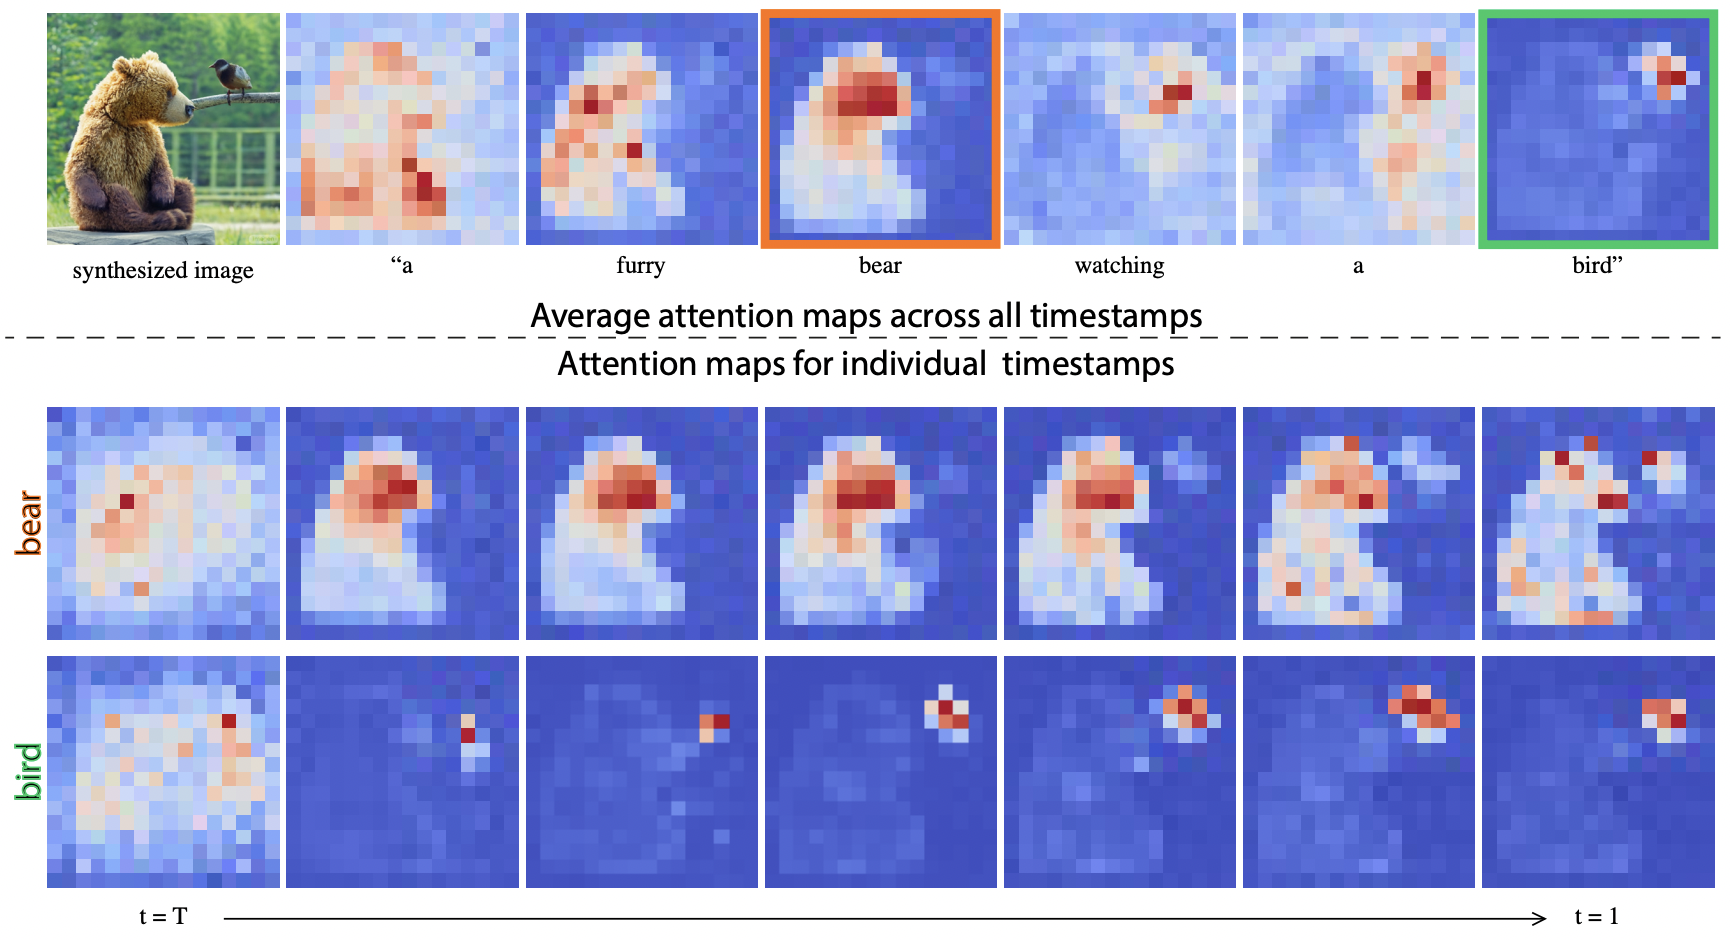 synthesized image
“a
furry
bear
watching
a
bird”
Average attention maps across all timestamps
Attention maps for individual timestamps
bear
bird
t = T
t = 1